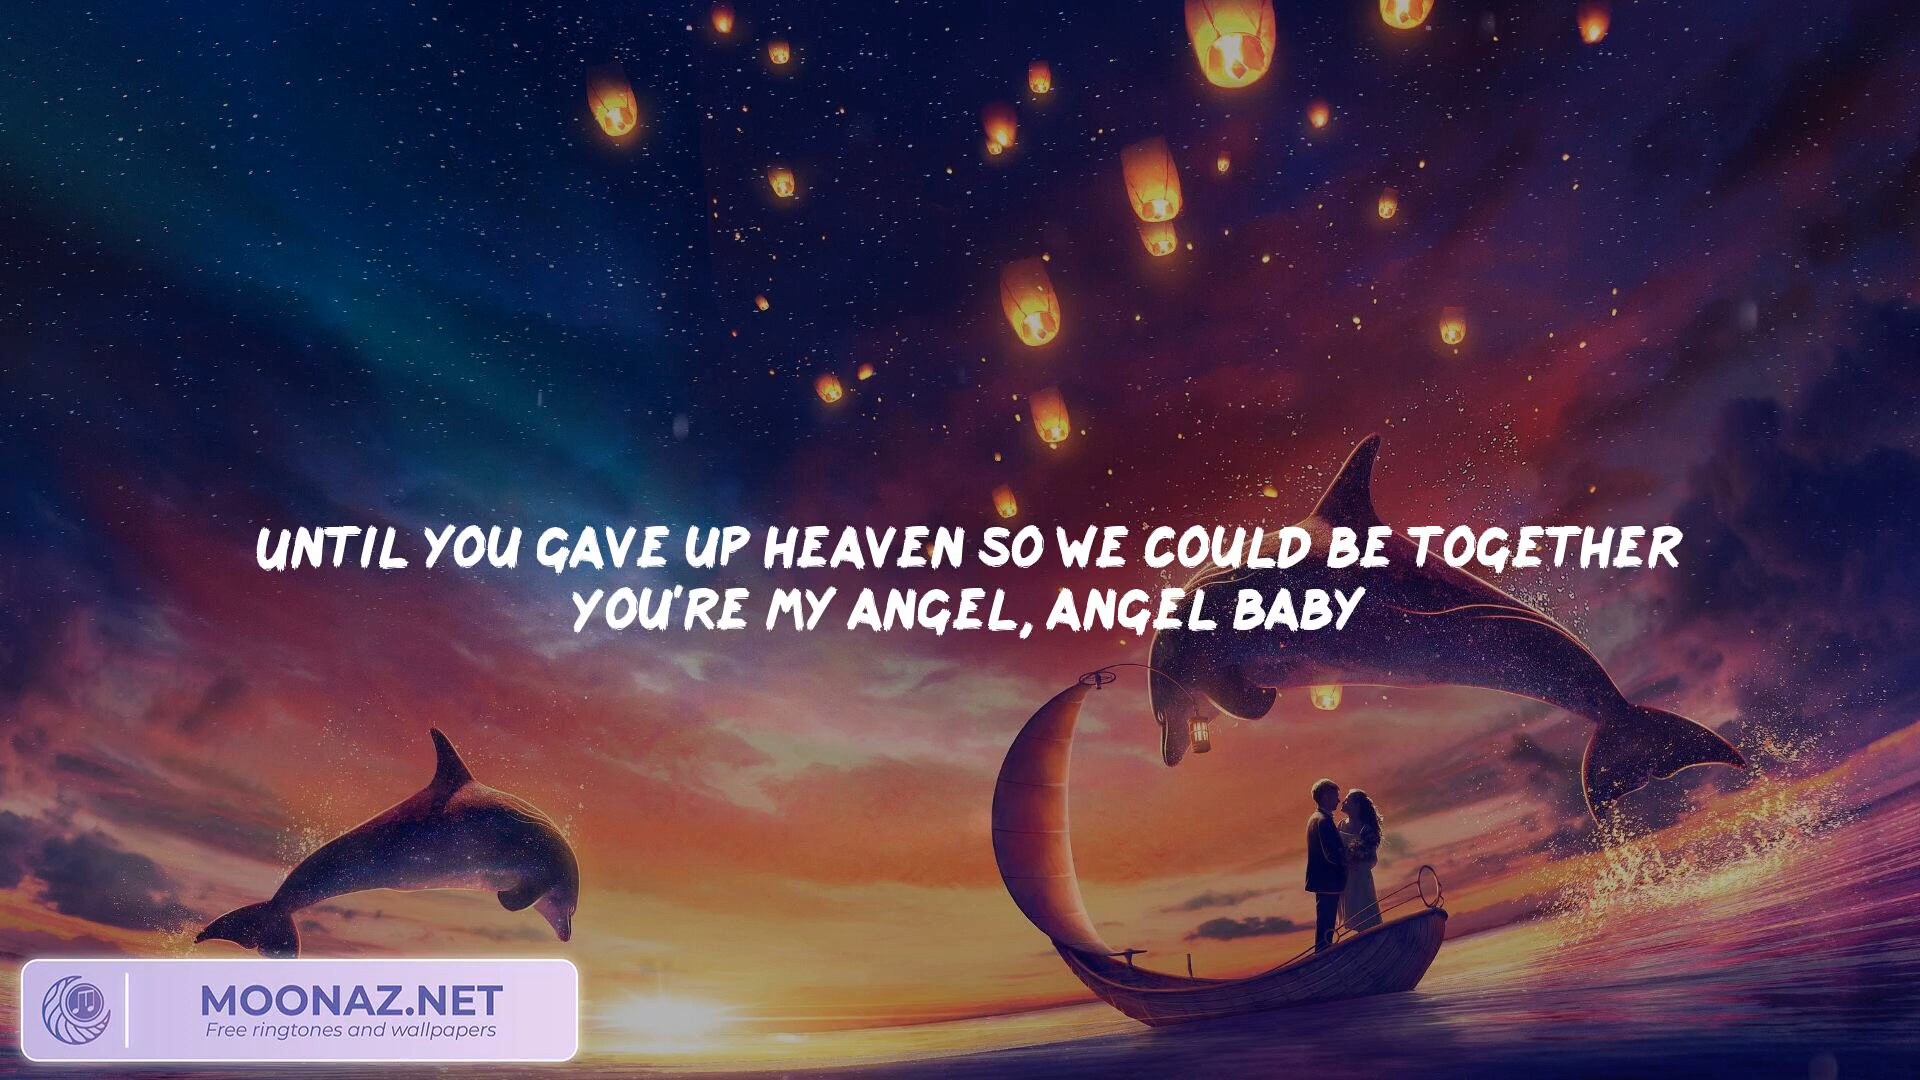 UNTIL YOU GAVE UP HEAVEN SO WE COULD BE TOGETHER
YOU'RE MY ANGEL, ANGEL BABY
MOONAZ.NET
Free ringtones and wallpapers